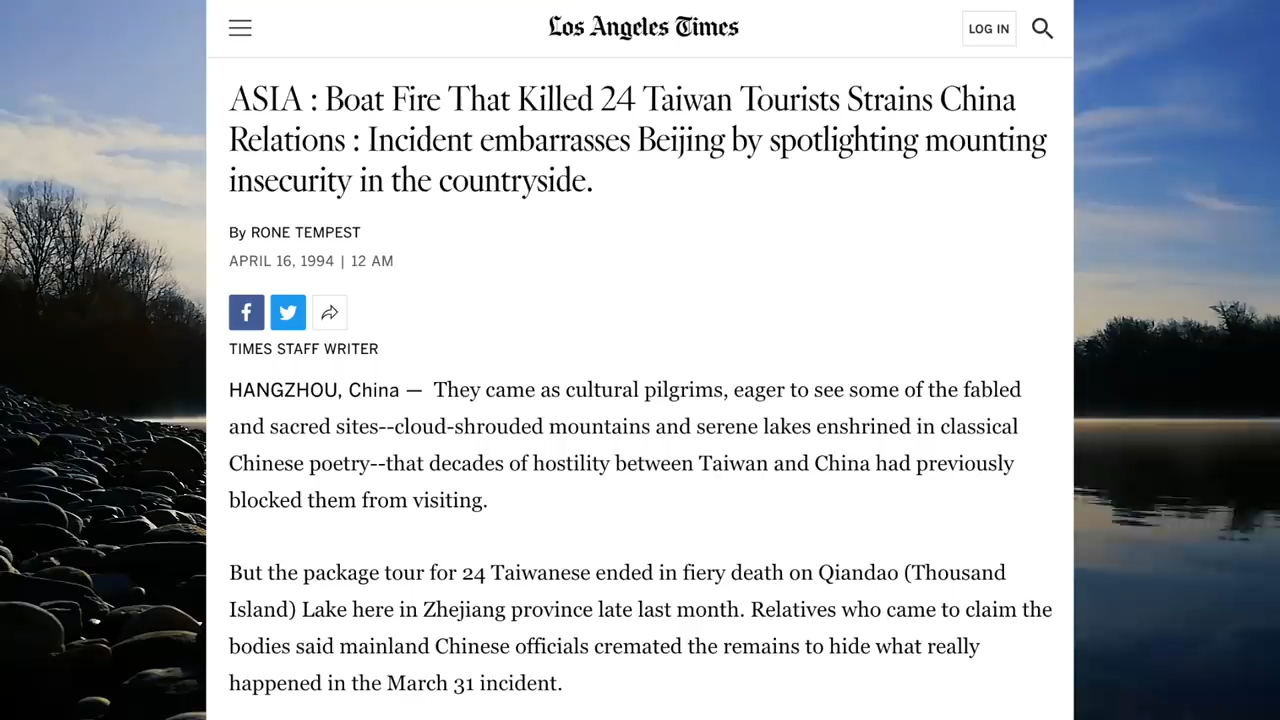 Los Angeles Times
LOG IN
ASIA : Boat Fire That Killed 24 Taiwan Tourists Strains China
Relations : Incident embarrasses Beijing by spotlighting mounting
insecurity in the countryside.
By RONE TEMPEST
APRIL 16, 1994 | 12 AM
TIMES STAFF WRITER
HANGZHOU, China — They came as cultural pilgrims, eager to see some of the fabled
and sacred sites--cloud-shrouded mountains and serene lakes enshrined in classical
Chinese poetry--that decades of hostility between Taiwan and China had previously
blocked them from visiting.
But the package tour for 24 Taiwanese ended in fiery death on Qiandao (Thousand
Island) Lake here in Zhejiang province late last month. Relatives who came to claim the
bodies said mainland Chinese officials cremated the remains to hide what really
happened in the March 31 incident.